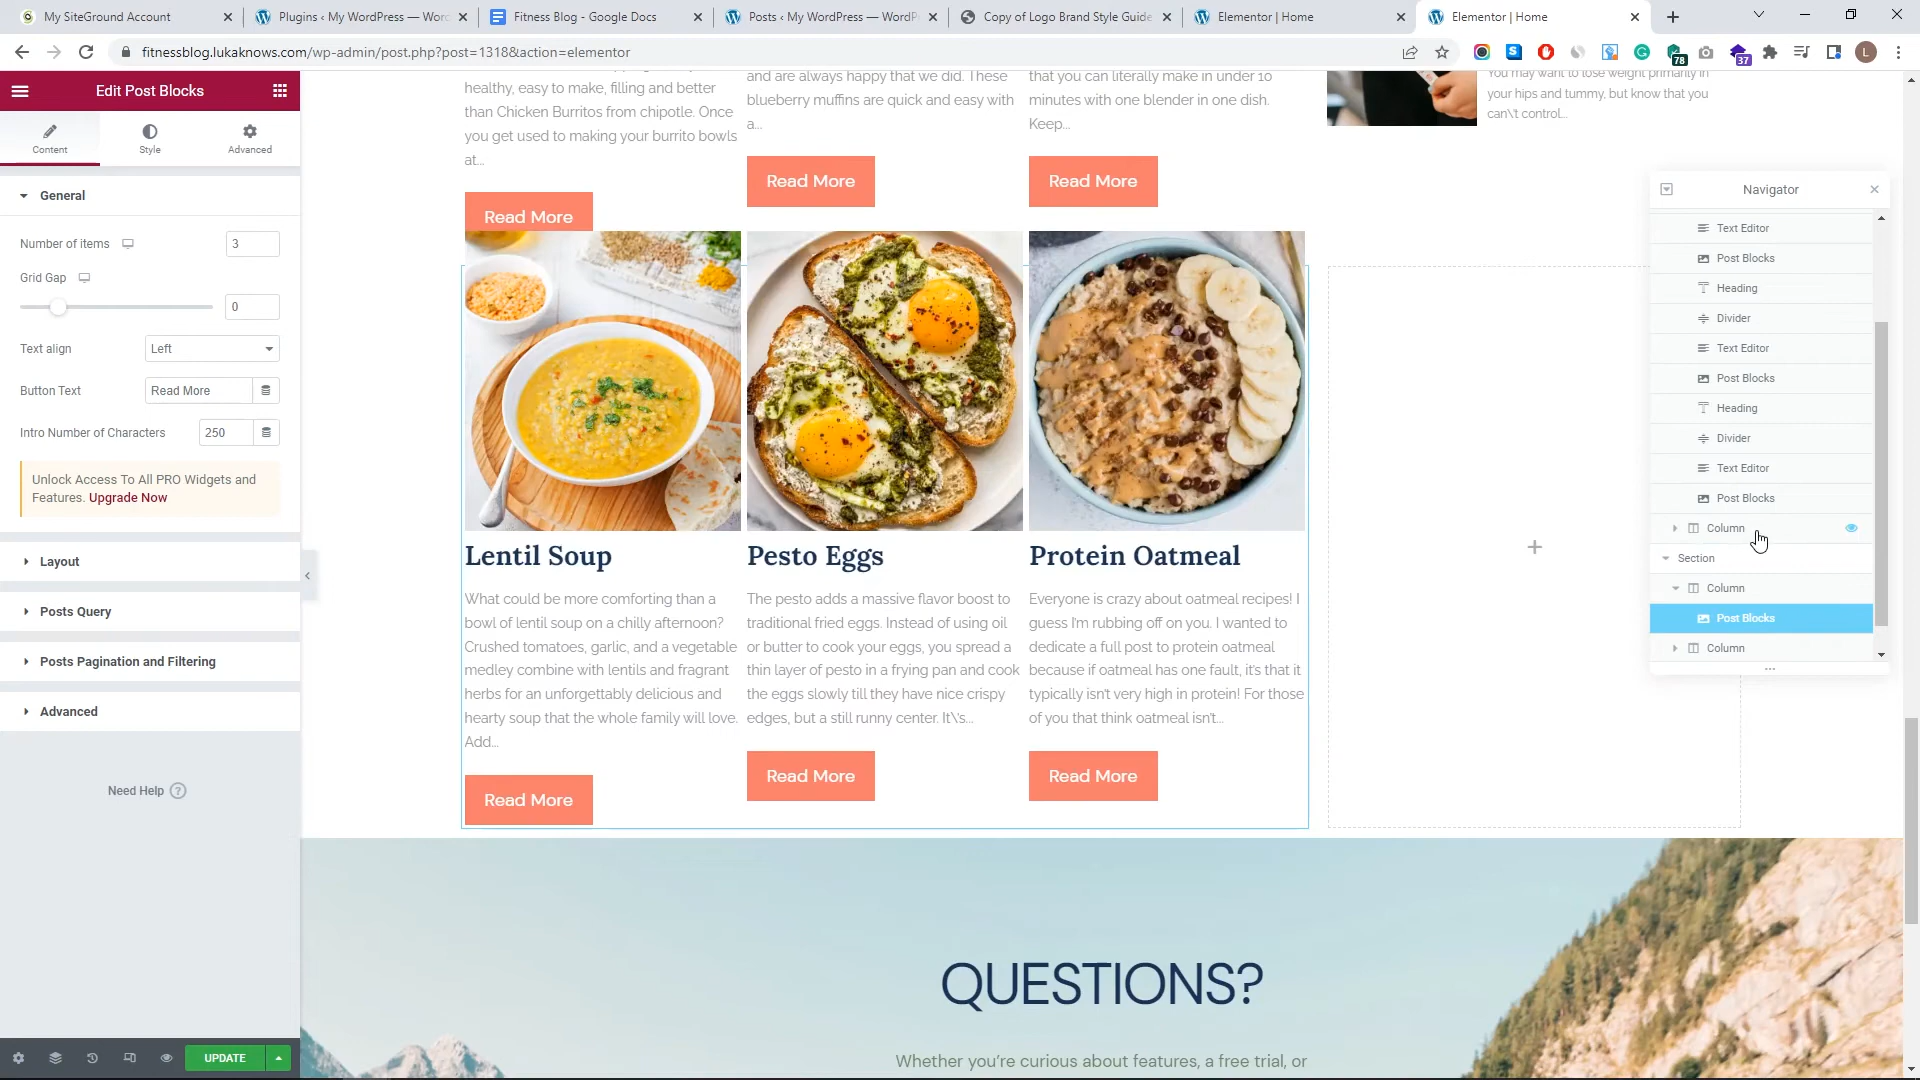 My SiteGround Account
Plugins ‹ My WordPress — Worc
Fitness Blog - Google Docs
Posts ‹ My WordPress — WordPr
Copy of Logo Brand Style Guide
Elementor | Home
Elementor | Home
fitnessblog.lukaknows.com/wp-admin/post.php?post=1318&action=elementor
78
37
L
Edit Post Blocks
Content
Style
Advanced
General
Number of items
3
Grid Gap
0
Text align
Left
Button Text
Read More
Intro Number of Characters
250
Unlock Access To All PRO Widgets and
Features. Upgrade Now
Layout
Posts Query
Posts Pagination and Filtering
Advanced
Need Help ?
UPDATE
healthy, easy to make, filling and better
than Chicken Burritos from chipotle. Once
you get used to making your burrito bowls
at...
Read More
and are always happy that we did. These
blueberry muffins are quick and easy with
a...
Read More
that you can literally make in under 10
minutes with one blender in one dish.
Keep...
Read More
You may want to lose weight primarily in
your hips and tummy, but know that you
can\'t control...
Lentil Soup
What could be more comforting than a
bowl of lentil soup on a chilly afternoon?
Crushed tomatoes, garlic, and a vegetable
medley combine with lentils and fragrant
herbs for an unforgettably delicious and
hearty soup that the whole family will love.
Add...
Read More
Pesto Eggs
The pesto adds a massive flavor boost to
traditional fried eggs. Instead of using oil
or butter to cook your eggs, you spread a
thin layer of pesto in a frying pan and cook
the eggs slowly till they have nice crispy
edges, but a still runny center. It\'s...
Read More
Protein Oatmeal
Everyone is crazy about oatmeal recipes! I
guess I'm rubbing off on you. I wanted to
dedicate a full post to protein oatmeal
because if oatmeal has one fault, it's that it
typically isn't very high in protein! For those
of you that think oatmeal isn't...
Read More
QUESTIONS?
Whether you're curious about features, a free trial, or
Navigator
Text Editor
Post Blocks
Heading
Divider
Text Editor
Post Blocks
Heading
Divider
Text Editor
Post Blocks
Column
Section
Column
Post Blocks
Column